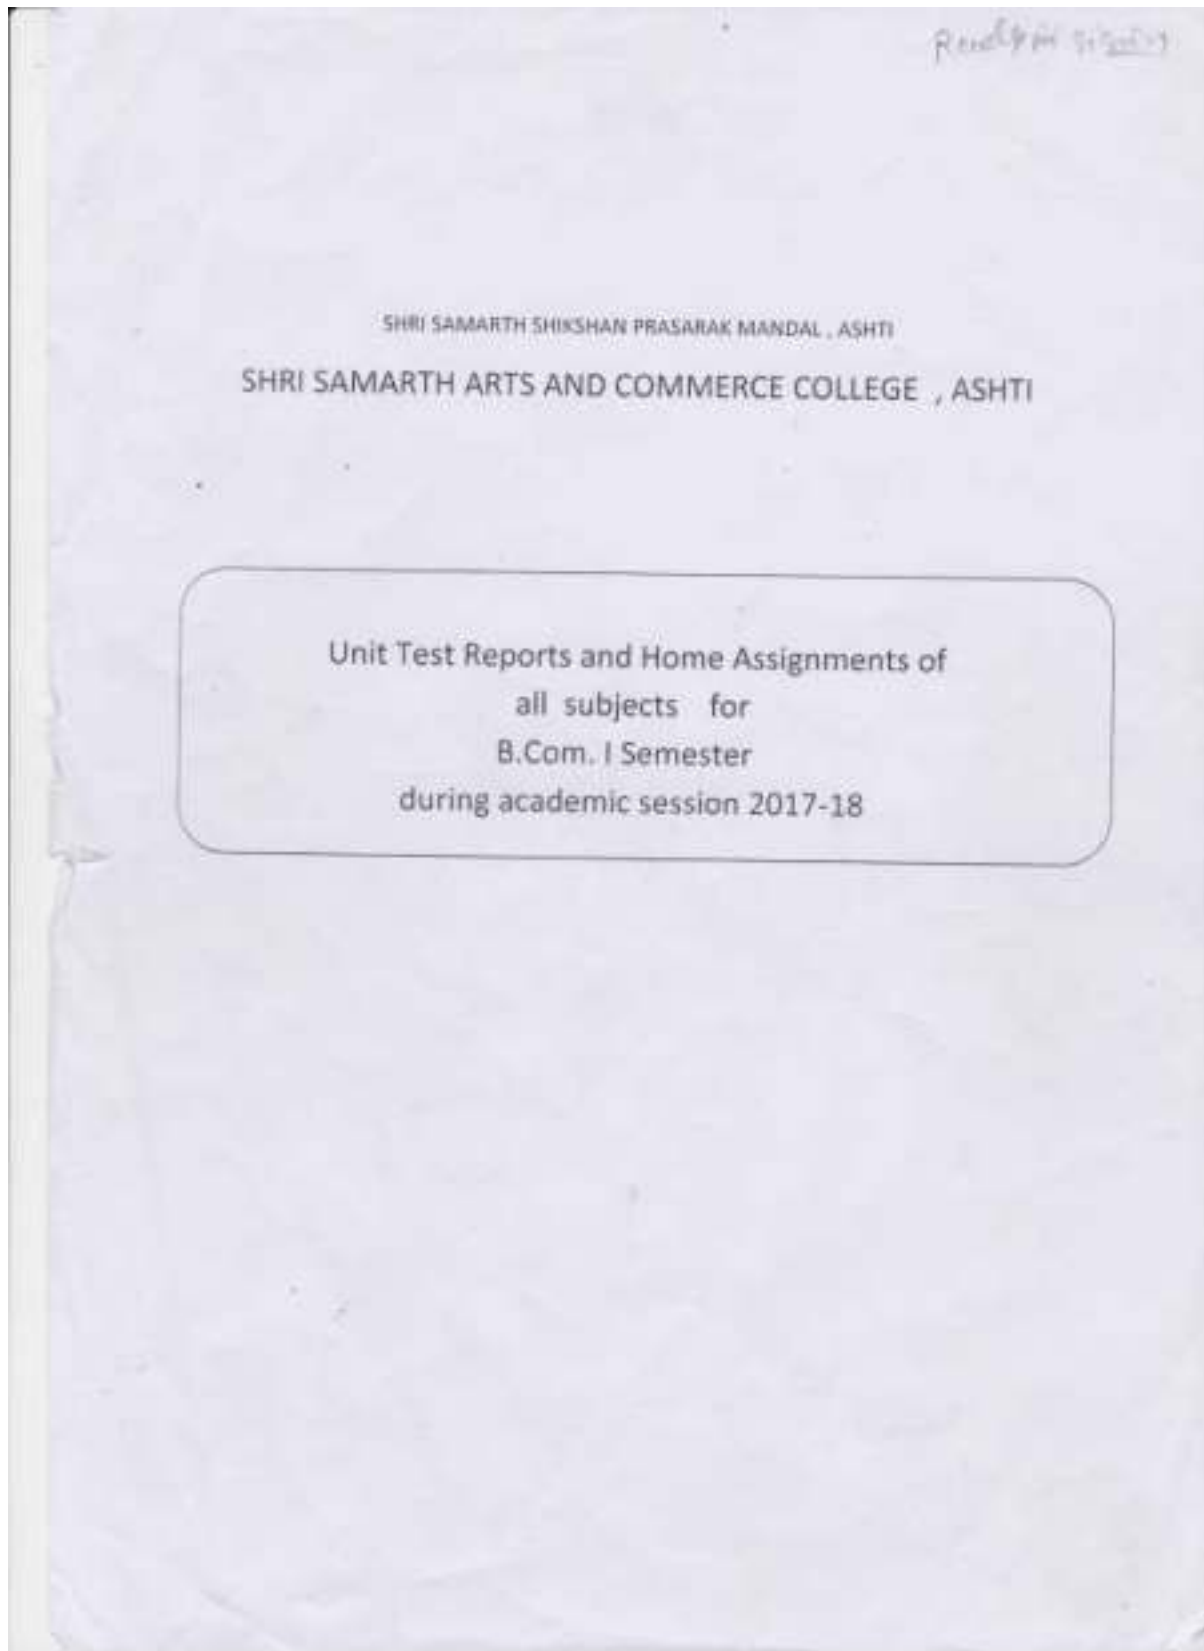 SHRI SAMARTH SHIKSHAN PRASARAK MANDAL , ASHTI
SHRI SAMARTH ARTS AND COMMERCE COLLEGE , ASHTI
Unit Test Reports and Home Assignments of
all subjects for
B.Com. I Semester
during academic session 2017-18